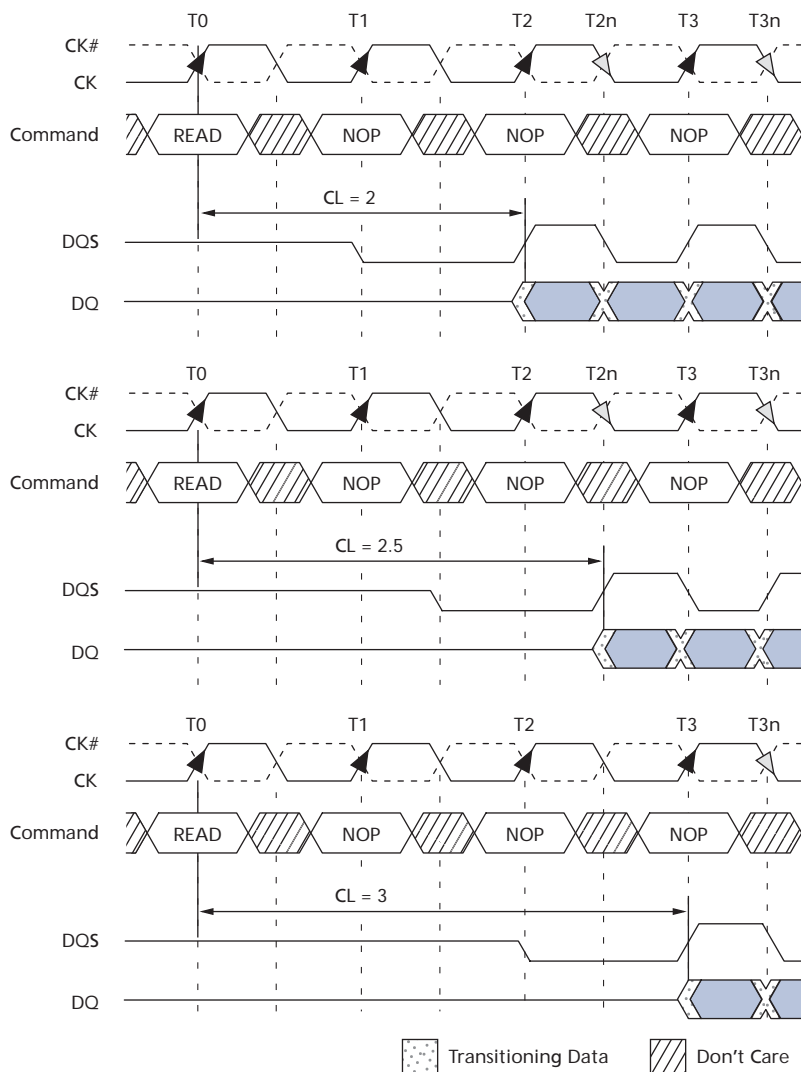 T0 T1 T2 T2n T3 T3n
CK#
CK
Command READ NOP NOP NOP
CL = 2
DQS
DQ
T0 T1 T2 T2n T3 T3n
CK#
CK
Command READ NOP NOP NOP
CL = 2.5
DQS
DQ
T0 T1 T2 T3 T3n
CK#
CK
Command READ NOP NOP NOP
CL = 3
DQS
DQ
Transitioning Data Don't Care